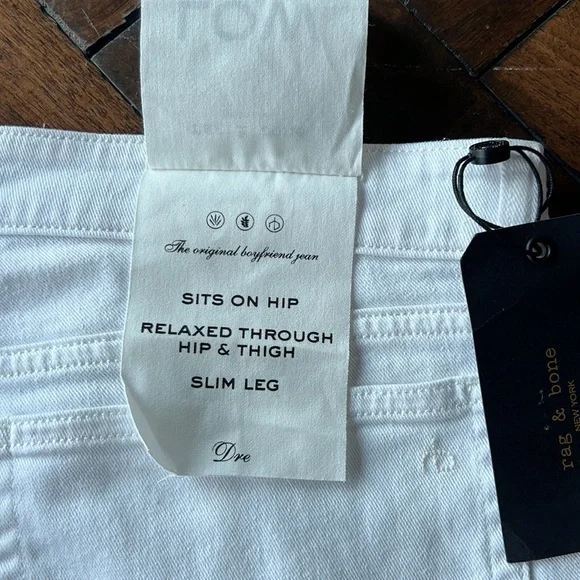 The original boyfriend jean
SITS ON HIP
RELAXED THROUGH
HIP & THIGH
SLIM LEG
Dre
rag & bone
NEW YORK